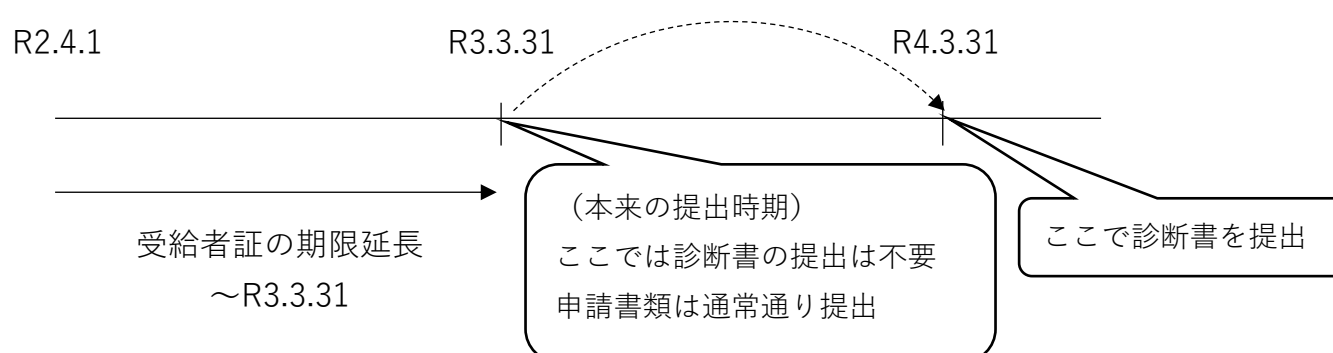 R2.4.1
R3.3.31
R4.3.31
受給者証の期限延長
～R3.3.31
（本来の提出時期）
ここでは診断書の提出は不要
申請書類は通常通り提出
ここで診断書を提出